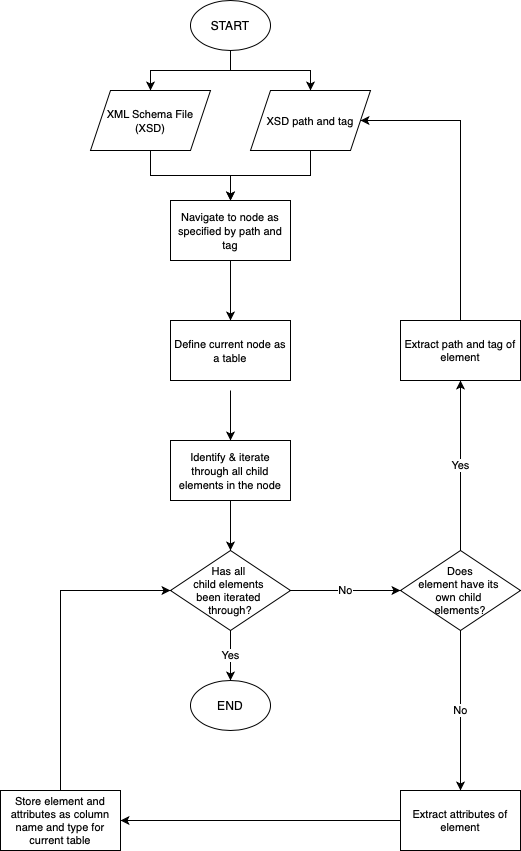 START
XML Schema File
(XSD)
XSD path and tag
Navigate to node as
specified by path and
tag
Define current node as
a table
Extract path and tag of
element
Identify & iterate
through all child
elements in the node
Yes
Has all
child elements
been iterated
through?
No
Does
element have its
own child
elements?
Yes
END
No
Store element and
attributes as column
name and type for
current table
Extract attributes of
element